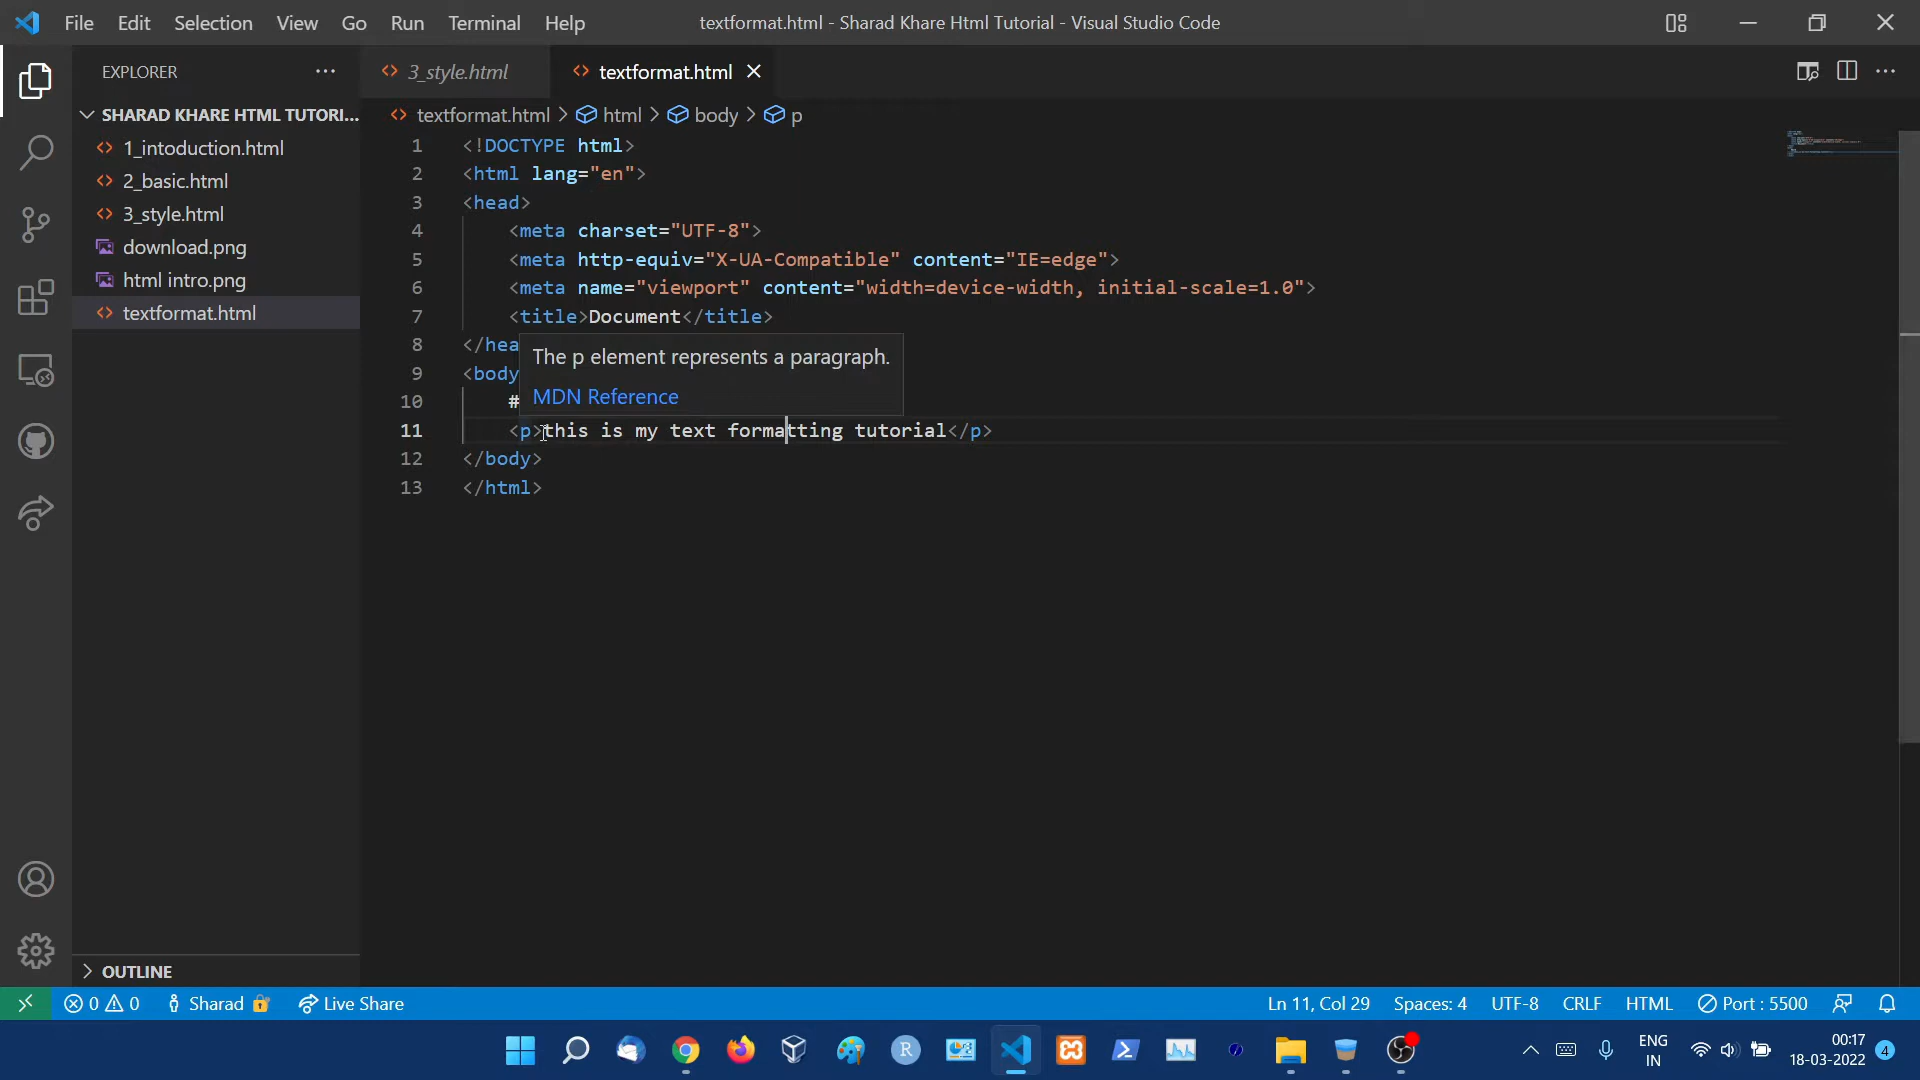 File Edit Selection View Go Run Terminal Help
textformat.html - Sharad Khare Html Tutorial - Visual Studio Code
EXPLORER
SHARAD KHARE HTML TUTORI...
1_intoduction.html
2_basic.html
3_style.html
download.png
html intro.png
textformat.html
OUTLINE
3_style.html textformat.html
textformat.html > html > body > p
1 <!DOCTYPE html>
2 <html lang="en">
3 <head>
4 <meta charset="UTF-8">
5 <meta http-equiv="X-UA-Compatible" content="IE=edge">
6 <meta name="viewport" content="width=device-width, initial-scale=1.0">
7 <title>Document</title>
8 </hea
9 <body
10 #
11 <p>this is my text formatting tutorial</p>
12 </body>
13 </html>
The p element represents a paragraph.
MDN Reference
0 0 Sharad Live Share Ln 11, Col 29 Spaces: 4 UTF-8 CRLF HTML Port : 5500
R
ENG
IN
00:17
18-03-2022
4